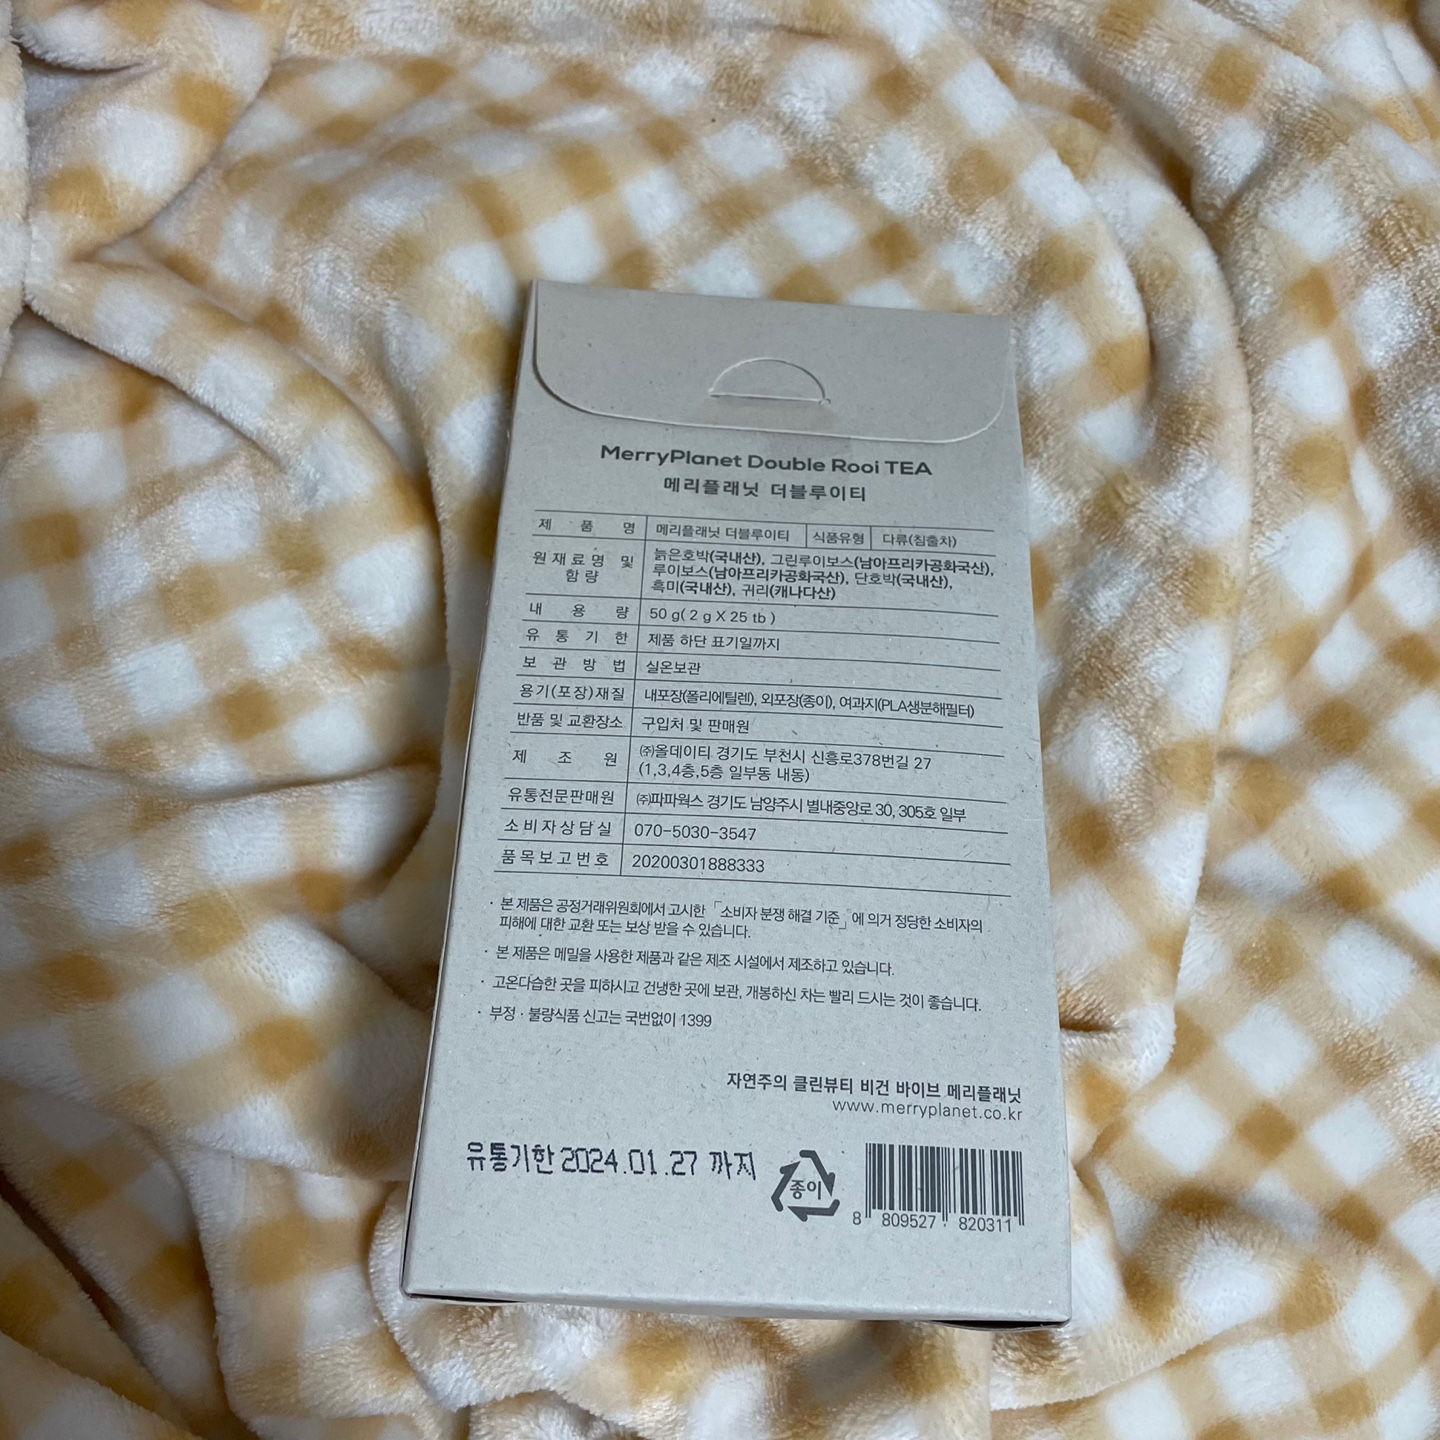 MerryPlanet Double Rooi TEA
메리플래닛 더블루이티
제 품 명 메리플래닛 더블루이티 식품유형 다류(침출차)
원재료명 및 함량 늙은호박(국내산), 그린루이보스(남아프리카공화국산),
루이보스(남아프리카공화국산), 단호박(국내산),
흑미(국내산), 귀리(캐나다산)
내 용 량 50 g( 2 g X 25 tb )
유 통 기 한 제품 하단 표기일까지
보 관 방 법 실온보관
용기(포장)재질 내포장(폴리에틸렌), 외포장(종이), 여과지(PLA생분해필터)
반품 및 교환장소 구입처 및 판매원
제 조 원 ㈜올데이티 경기도 부천시 신흥로378번길 27
(1,3,4층,5층 일부동 내동)
유통전문판매원 ㈜파파웍스 경기도 남양주시 별내중앙로 30, 305호 일부
소비자상담실 070-5030-3547
품목보고번호 20200301888333
· 본 제품은 공정거래위원회에서 고시한 「소비자 분쟁 해결 기준」에 의거 정당한 소비자의
피해에 대한 교환 또는 보상 받을 수 있습니다.
· 본 제품은 메밀을 사용한 제품과 같은 제조 시설에서 제조하고 있습니다.
· 고온다습한 곳을 피하시고 건냉한 곳에 보관, 개봉하신 차는 빨리 드시는 것이 좋습니다.
· 부정 · 불량식품 신고는 국번없이 1399
자연주의 클린뷰티 비건 바이브 메리플래닛
www.merryplanet.co.kr
유통기한 2024.01.27 까지
종이
8 809527 820311